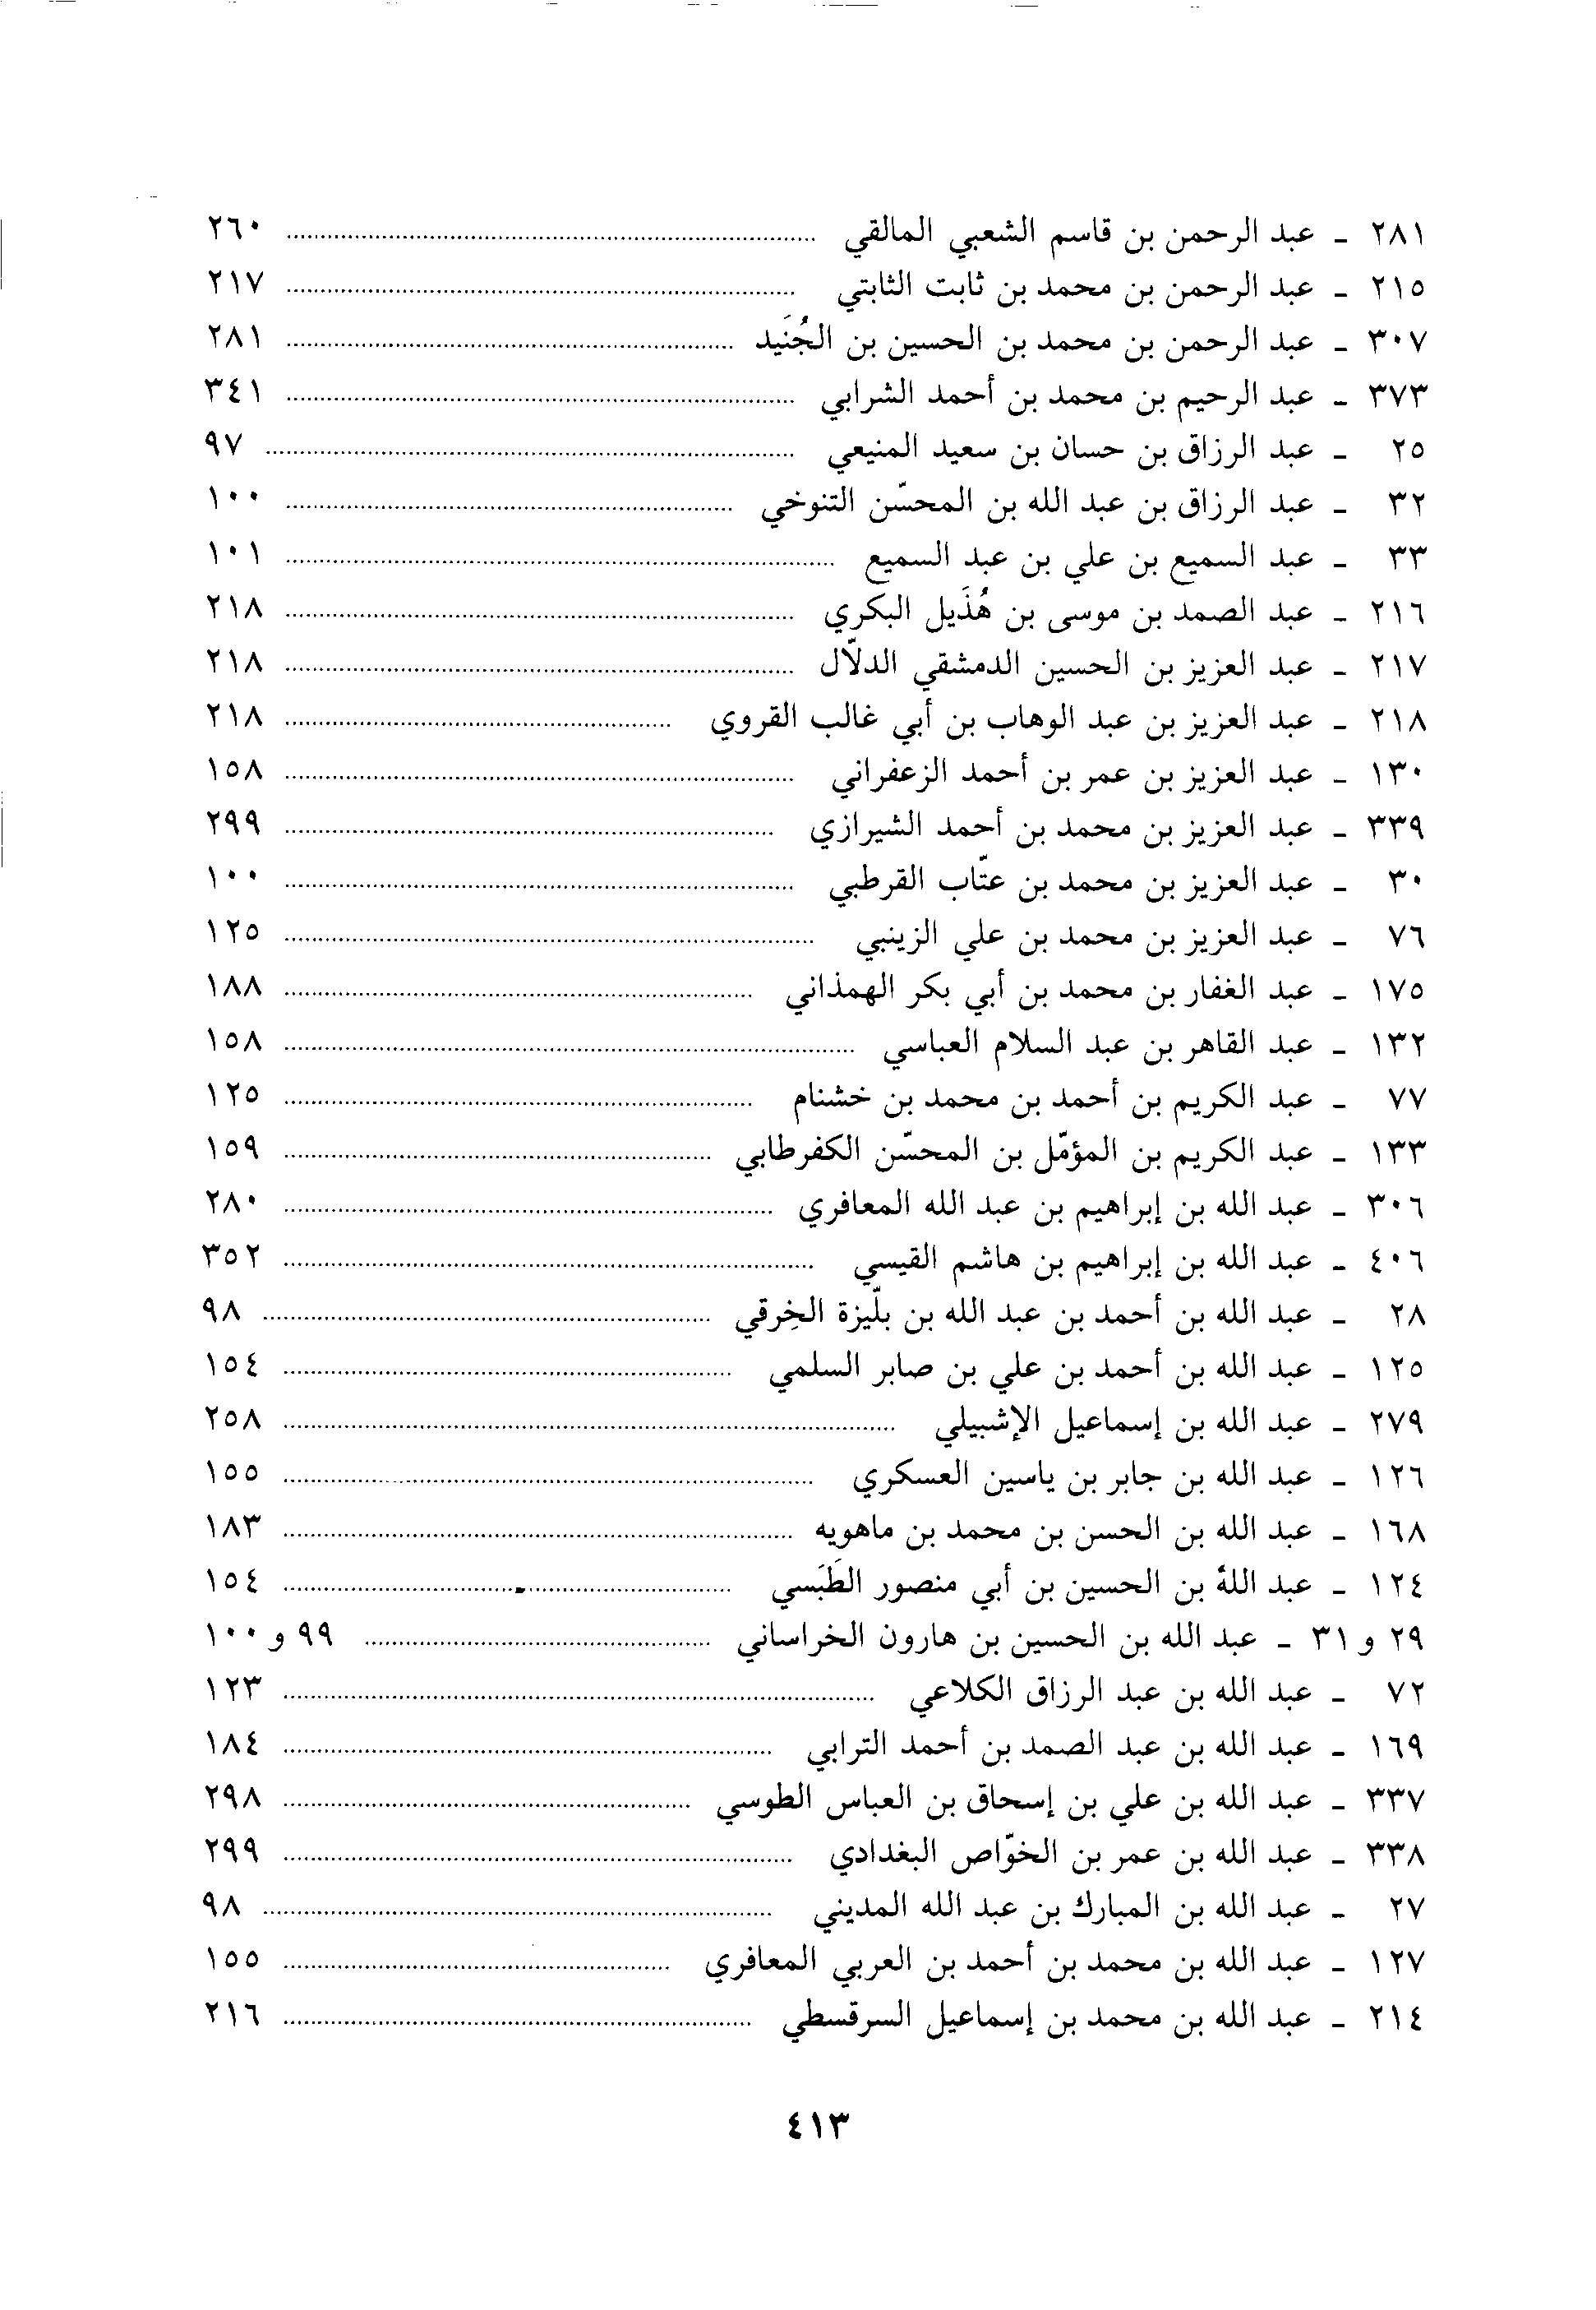 ٢٨١ - عبد الرحمن بن قاسم الشعبي المالقي ........ ٢٦٠
٢١٥ - عبد الرحمن بن محمد بن ثابت الثابتي ........ ٢١٧
٣٠٧ - عبد الرحمن بن محمد بن الحسين بن الجُنَيد ........ ٢٨١
٣٧٣ - عبد الرحيم بن محمد بن أحمد الشرابي ........ ٣٤١
٢٥ - عبد الرزاق بن حسان بن سعيد المنيعي ........ ٩٧
٣٢ - عبد الرزاق بن عبد الله بن المحسّن التنوخي ........ ١٠٠
٣٣ - عبد السميع بن علي بن عبد السميع ........ ١٠١
٢١٦ - عبد الصمد بن موسى بن هُذَيل البكري ........ ٢١٨
٢١٧ - عبد العزيز بن الحسين الدمشقي الدلّال ........ ٢١٨
٢١٨ - عبد العزيز بن عبد الوهاب بن أبي غالب القروي ........ ٢١٨
١٣٠ - عبد العزيز بن عمر بن أحمد الزعفراني ........ ١٥٨
٣٣٩ - عبد العزيز بن محمد بن أحمد الشيرازي ........ ٢٩٩
٣٠ - عبد العزيز بن محمد بن عتّاب القرطبي ........ ١٠٠
٧٦ - عبد العزيز بن محمد بن علي الزينبي ........ ١٢٥
١٧٥ - عبد الغفار بن محمد بن أبي بكر الهمذاني ........ ١٨٨
١٣٢ - عبد القاهر بن عبد السلام العباسي ........ ١٥٨
٧٧ - عبد الكريم بن أحمد بن محمد بن خشنام ........ ١٢٥
١٣٣ - عبد الكريم بن المؤمّل بن المحسّن الكفرطابي ........ ١٥٩
٣٠٦ - عبد الله بن إبراهيم بن عبد الله المعافري ........ ٢٨٠
٤٠٦ - عبد الله بن إبراهيم بن هاشم القيسي ........ ٣٥٢
٢٨ - عبد الله بن أحمد بن عبد الله بن بلّيزة الخِرقي ........ ٩٨
١٢٥ - عبد الله بن أحمد بن علي بن صابر السلمي ........ ١٥٤
٢٧٩ - عبد الله بن إسماعيل الإشبيلي ........ ٢٥٨
١٢٦ - عبد الله بن جابر بن ياسين العسكري ........ ١٥٥
١٦٨ - عبد الله بن الحسن بن محمد بن ماهويه ........ ١٨٣
١٢٤ - عبد الله بن الحسين بن أبي منصور الطَبَسي ........ ١٥٤
٢٩ و ٣١ - عبد الله بن الحسين بن هارون الخراساني ........ ٩٩ و ١٠٠
٧٢ - عبد الله بن عبد الرزاق الكلاعي ........ ١٢٣
١٦٩ - عبد الله بن عبد الصمد بن أحمد الترابي ........ ١٨٤
٣٣٧ - عبد الله بن علي بن إسحاق بن العباس الطوسي ........ ٢٩٨
٣٣٨ - عبد الله بن عمر بن الخوّاص البغدادي ........ ٢٩٩
٢٧ - عبد الله بن المبارك بن عبد الله المديني ........ ٩٨
١٢٧ - عبد الله بن محمد بن أحمد بن العربي المعافري ........ ١٥٥
٢١٤ - عبد الله بن محمد بن إسماعيل السرقسطي ........ ٢١٦
٤١٣